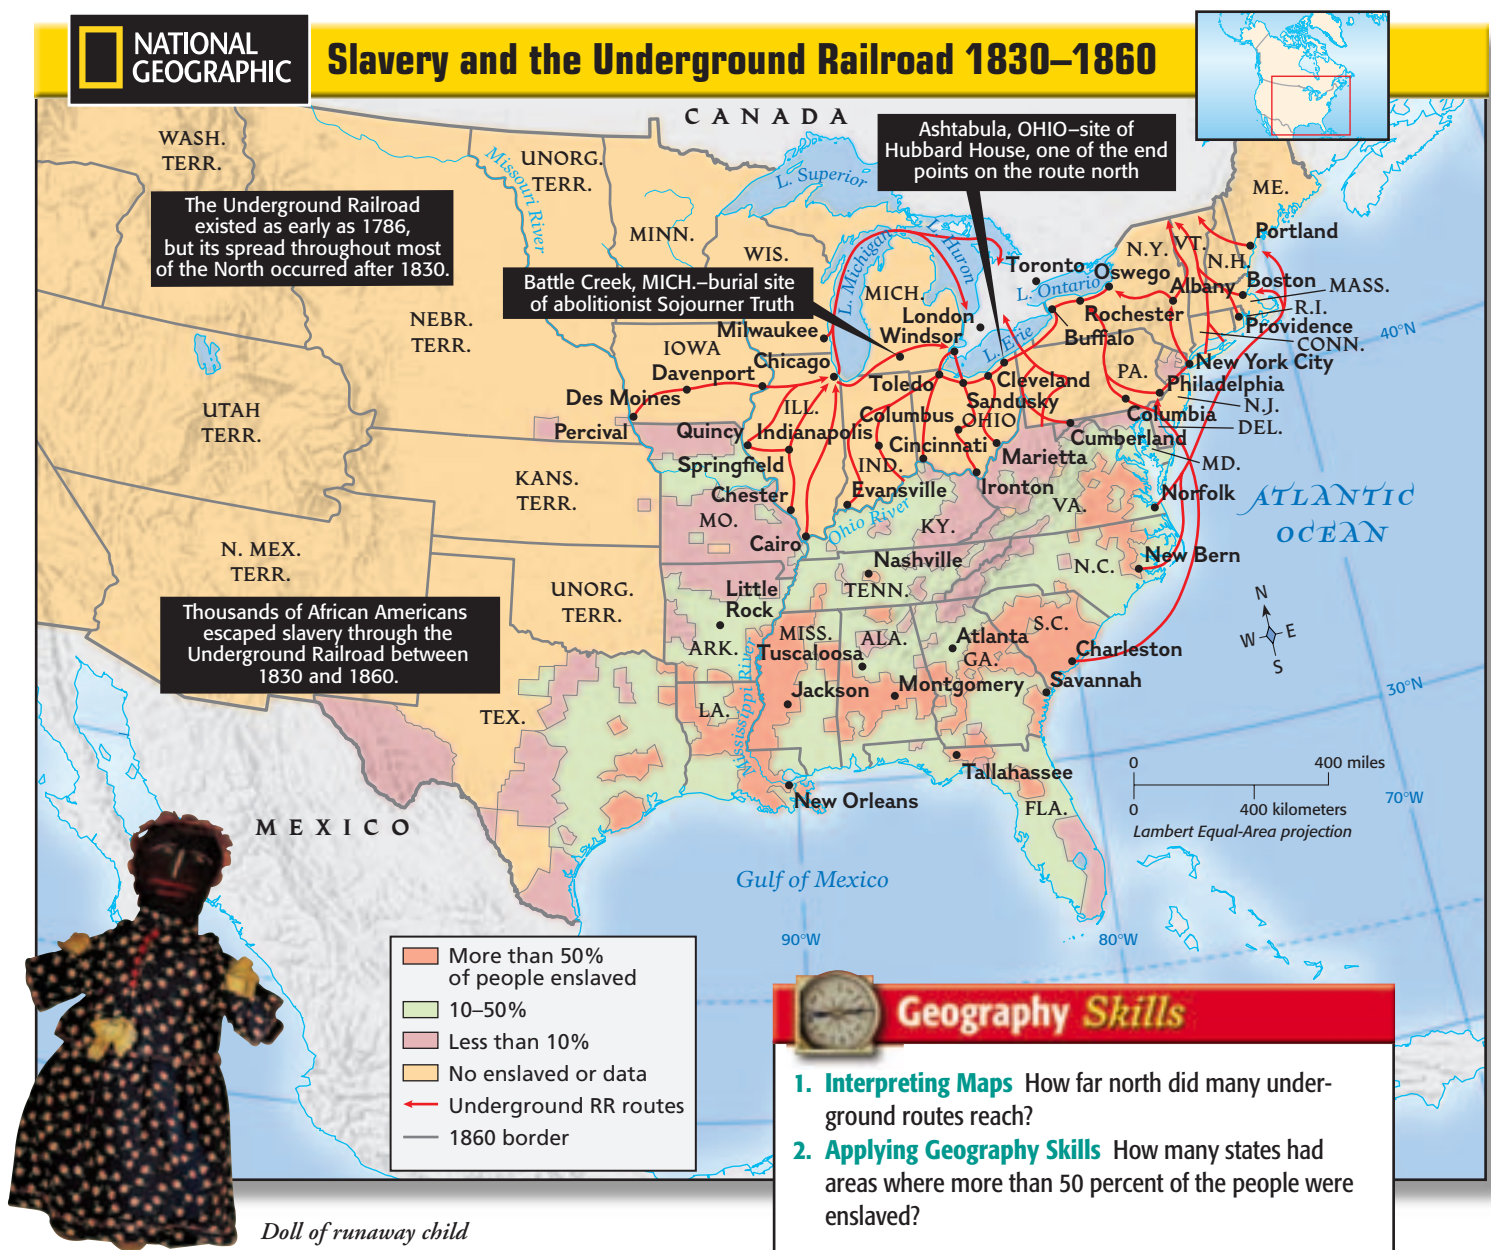 NATIONAL
GEOGRAPHIC
Slavery and the Underground Railroad 1830–1860
CANADA
WASH.
TERR.
UNORG.
TERR.
Missouri River
MINN.
L. Superior
WIS.
L. Michigan
L. Huron
MICH.
ME.
Ashtabula, OHIO–site of
Hubbard House, one of the end
points on the route north
The Underground Railroad
existed as early as 1786,
but its spread throughout most
of the North occurred after 1830.
Battle Creek, MICH.–burial site
of abolitionist Sojourner Truth
Portland
N.Y.
VT.
N.H.
Toronto
Oswego
L. Ontario
Albany
Boston
MASS.
London
Windsor
Rochester
R.I.
Providence
CONN.
40°N
NEBR.
TERR.
Milwaukee
IOWA
Chicago
Davenport
Des Moines
L. Erie
Buffalo
New York City
PA.
Toledo
Cleveland
Sandusky
Philadelphia
N.J.
UTAH
TERR.
ILL.
Columbus
OHIO
Columbia
DEL.
Percival
Quincy
Indianapolis
Cincinnati
Cumberland
Springfield
IND.
Marietta
MD.
KANS.
TERR.
Chester
Evansville
Ironton
VA.
Norfolk
ATLANTIC
OCEAN
MO.
Ohio River
KY.
Cairo
N. MEX.
TERR.
Nashville
N.C.
New Bern
UNORG.
TERR.
Little
Rock
TENN.
Thousands of African Americans
escaped slavery through the
Underground Railroad between
1830 and 1860.
ARK.
MISS.
ALA.
Tuscaloosa
Atlanta
GA.
S.C.
Charleston
N
W
E
S
Jackson
Montgomery
Savannah
30°N
TEX.
LA.
Mississippi River
Tallahassee
0
400 miles
0
400 kilometers
Lambert Equal-Area projection
70°W
New Orleans
FLA.
MEXICO
Gulf of Mexico
90°W
80°W
More than 50%
of people enslaved
10–50%
Less than 10%
No enslaved or data
Underground RR routes
1860 border
Doll of runaway child
Geography Skills
1. Interpreting Maps How far north did many under-
ground routes reach?
2. Applying Geography Skills How many states had
areas where more than 50 percent of the people were
enslaved?